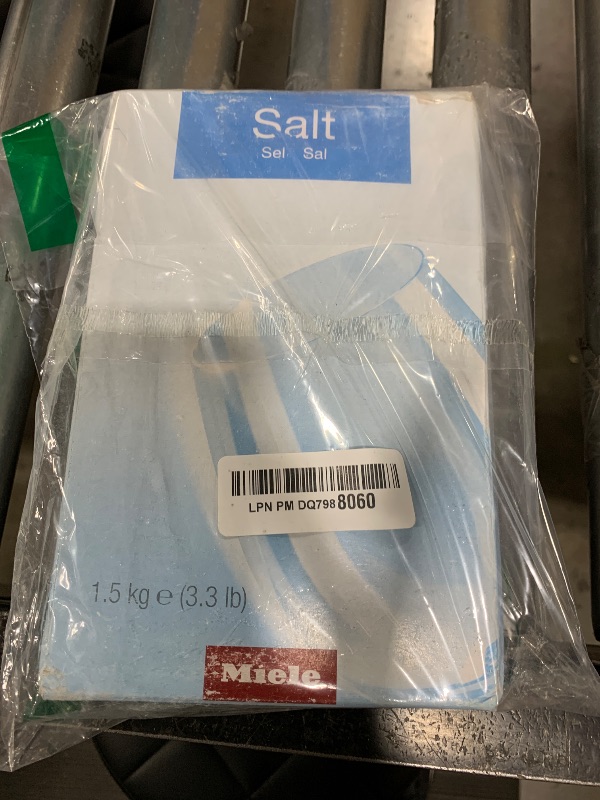 Salt
Sel Sal
LPN PM DQ798 8060
1.5 kg e (3.3 lb)
Miele